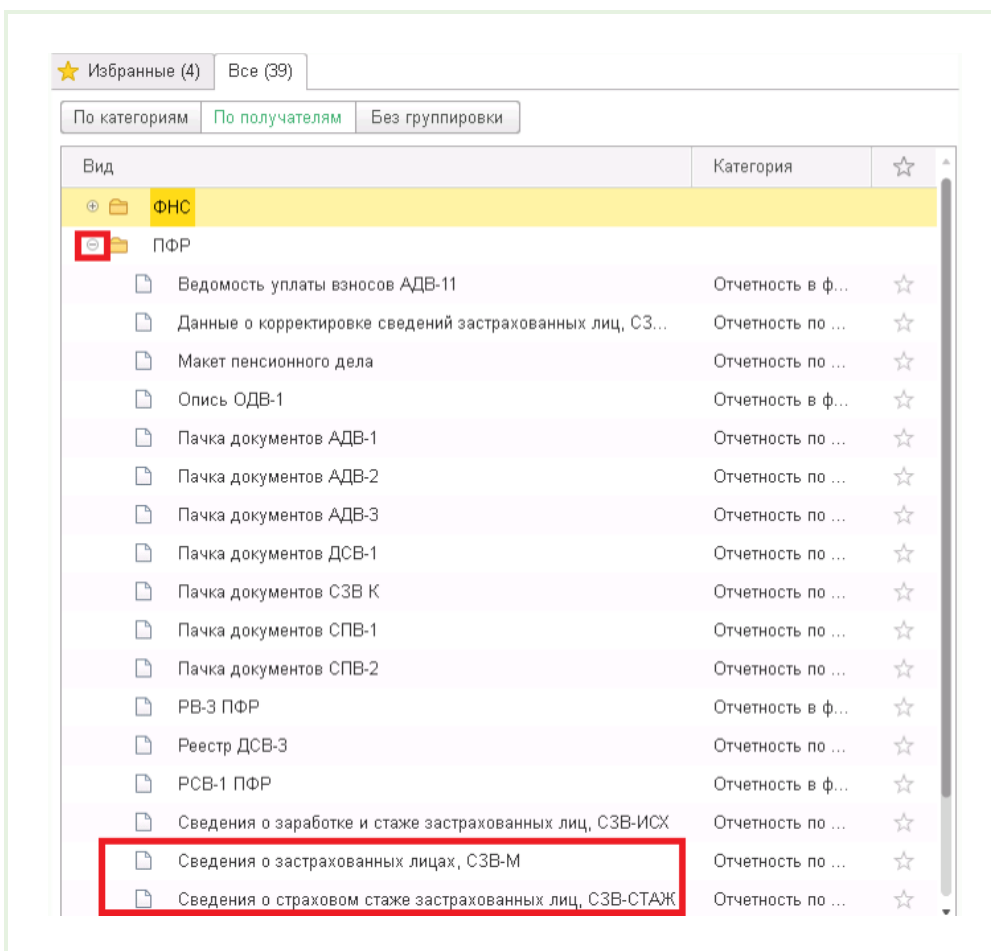 Избранные (4) Все (39)
По категориям По получателям Без группировки
Вид Категория
ФНС
ПФР
Ведомость уплаты взносов АДВ-11 Отчетность в ф...
Данные о корректировке сведений застрахованных лиц, СЗ... Отчетность по ...
Макет пенсионного дела Отчетность по ...
Опись ОДВ-1 Отчетность в ф...
Пачка документов АДВ-1 Отчетность по ...
Пачка документов АДВ-2 Отчетность по ...
Пачка документов АДВ-3 Отчетность по ...
Пачка документов ДСВ-1 Отчетность по ...
Пачка документов СЗВ К Отчетность по ...
Пачка документов СПВ-1 Отчетность по ...
Пачка документов СПВ-2 Отчетность по ...
РВ-3 ПФР Отчетность в ф...
Реестр ДСВ-3 Отчетность по ...
РСВ-1 ПФР Отчетность в ф...
Сведения о заработке и стаже застрахованных лиц, СЗВ-ИСХ Отчетность по ...
Сведения о застрахованных лицах, СЗВ-М Отчетность по ...
Сведения о страховом стаже застрахованных лиц, СЗВ-СТАЖ Отчетность по ...